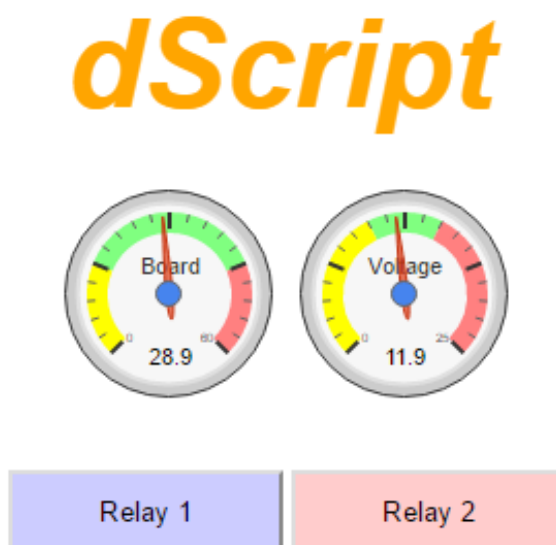 dScript
Board Voltage
0 60 0 25
28.9 11.9
Relay 1 Relay 2